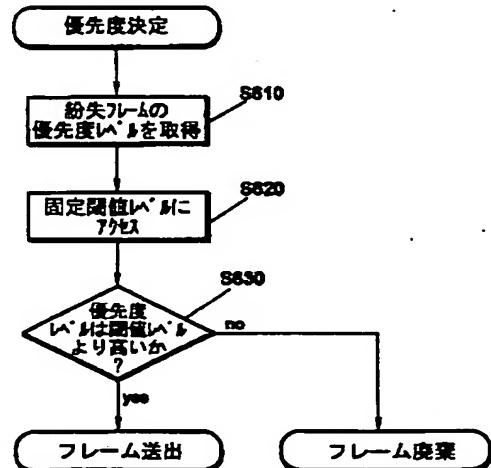 優先度決定
S610
紛失フレームの
優先度レベルを取得
S620
固定閾値レベルに
アクセス
S630
優先度
レベルは閾値レベル
より高いか
?
no
yes
フレーム送出
フレーム廃棄